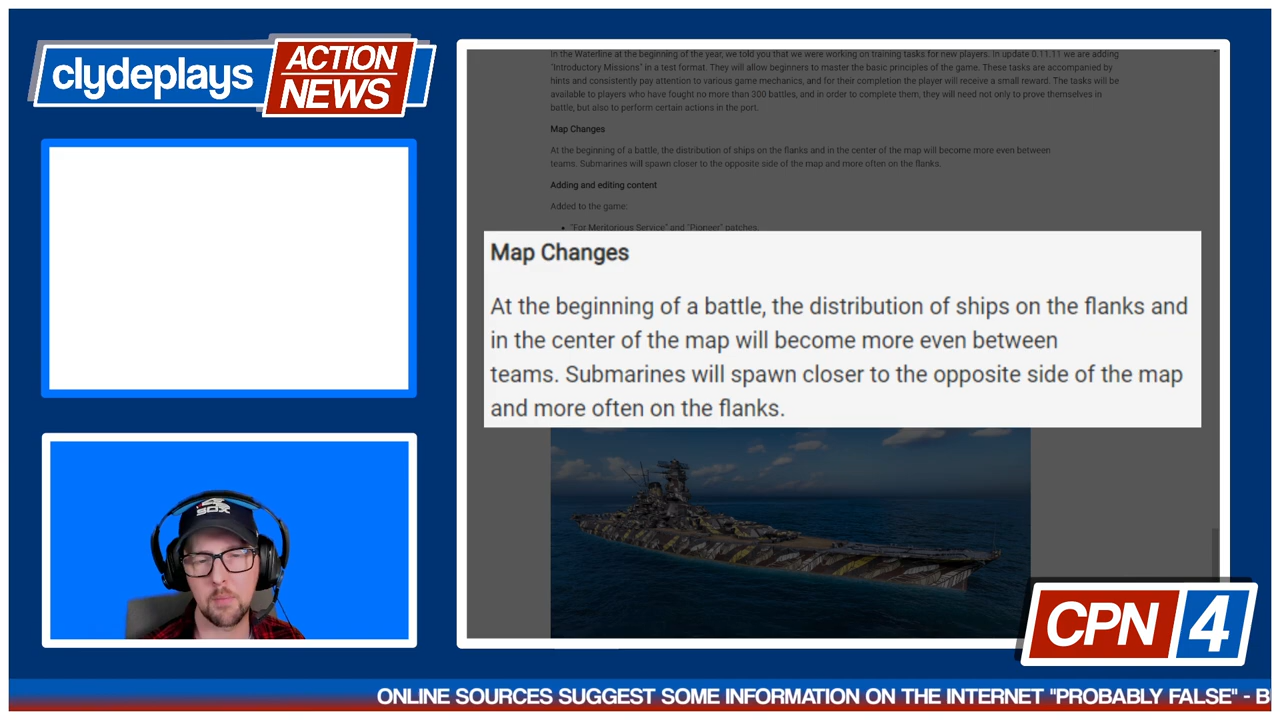 clydeplays
ACTION
NEWS
In the Waterline at the beginning of the year, we told you that we were working on training tasks for new players. In update 0.11.11 we are adding
"Introductory Missions" in a test format. They will allow beginners to master the basic principles of the game. These tasks are accompanied by
hints and consistently pay attention to various game mechanics, and for their completion the player will receive a small reward. The tasks will be
available to players who have fought no more than 300 battles, and in order to complete them, they will need not only to prove themselves in
battle, but also to perform certain actions in the port.
Map Changes
At the beginning of a battle, the distribution of ships on the flanks and in the center of the map will become more even between
teams. Submarines will spawn closer to the opposite side of the map and more often on the flanks.
Adding and editing content
Added to the game:
• "For Meritorious Service" and "Pioneer" patches.
Map Changes
At the beginning of a battle, the distribution of ships on the flanks and
in the center of the map will become more even between
teams. Submarines will spawn closer to the opposite side of the map
and more often on the flanks.
SOX
CPN 4
ONLINE SOURCES SUGGEST SOME INFORMATION ON THE INTERNET "PROBABLY FALSE" - B